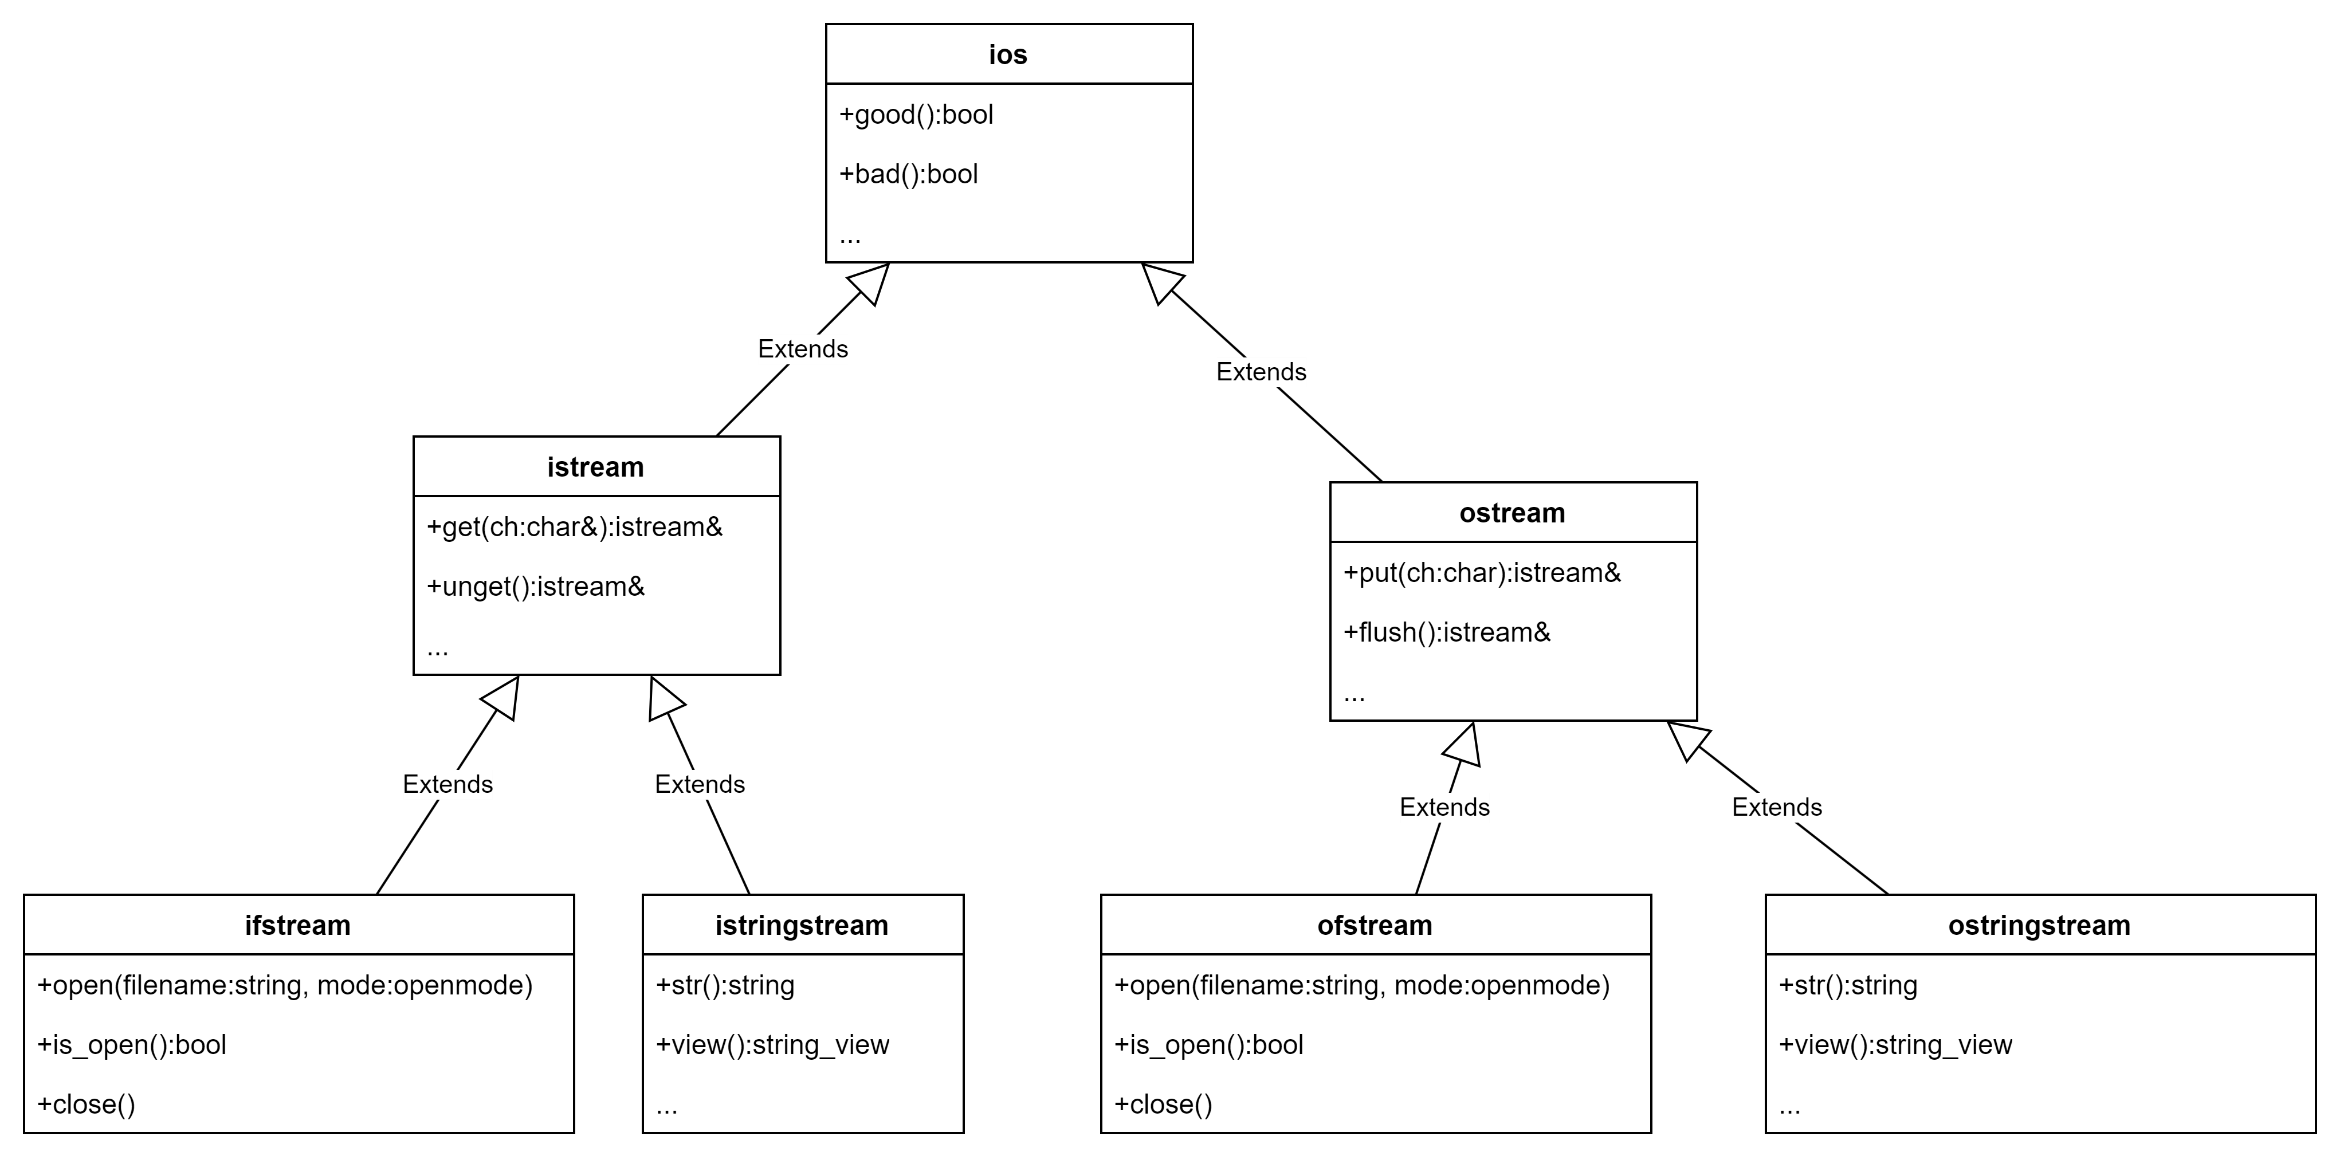 ios
+good():bool
+bad():bool
...
Extends
Extends
istream
+get(ch:char&):istream&
+unget():istream&
...
ostream
+put(ch:char):istream&
+flush():istream&
...
Extends
Extends
Extends
Extends
ifstream
+open(filename:string, mode:openmode)
+is_open():bool
+close()
istringstream
+str():string
+view():string_view
...
ofstream
+open(filename:string, mode:openmode)
+is_open():bool
+close()
ostringstream
+str():string
+view():string_view
...